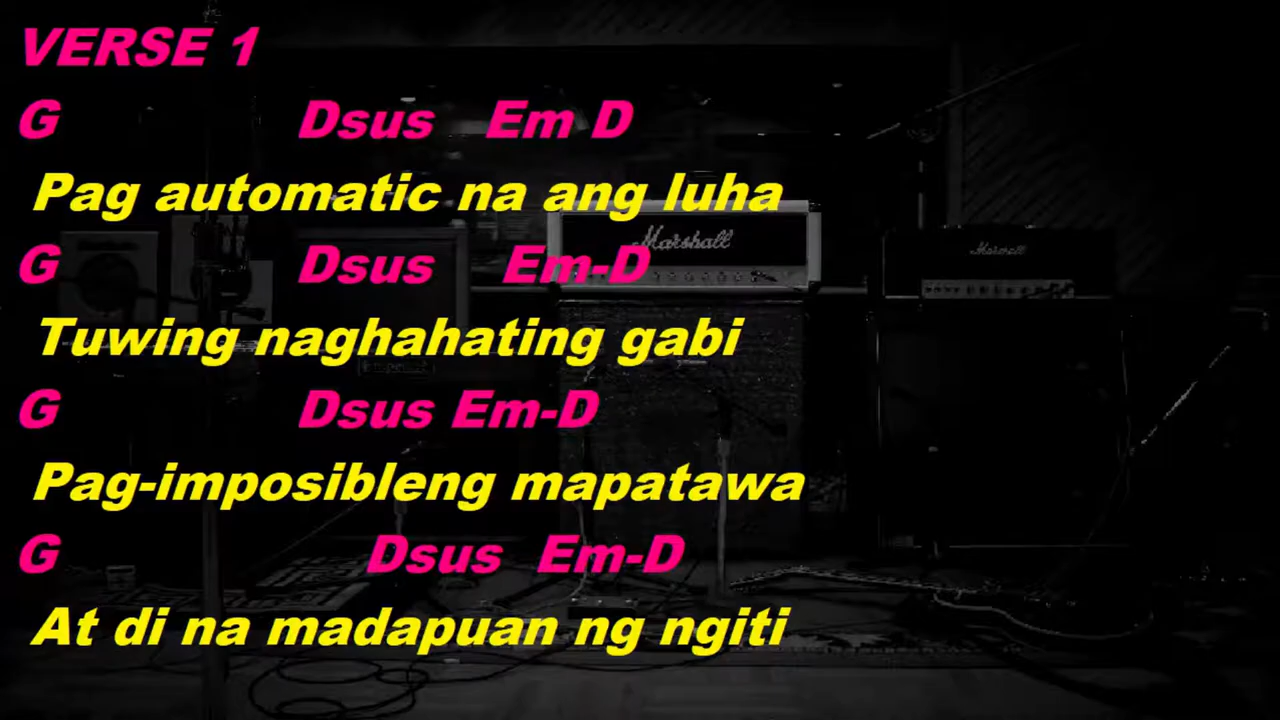 VERSE 1
G Dsus Em D
Pag automatic na ang luha
Marshall
G Dsus Em-D
Tuwing naghahating gabi
G Dsus Em-D
Pag-imposibleng mapatawa
G Dsus Em-D
At di na madapuan ng ngiti